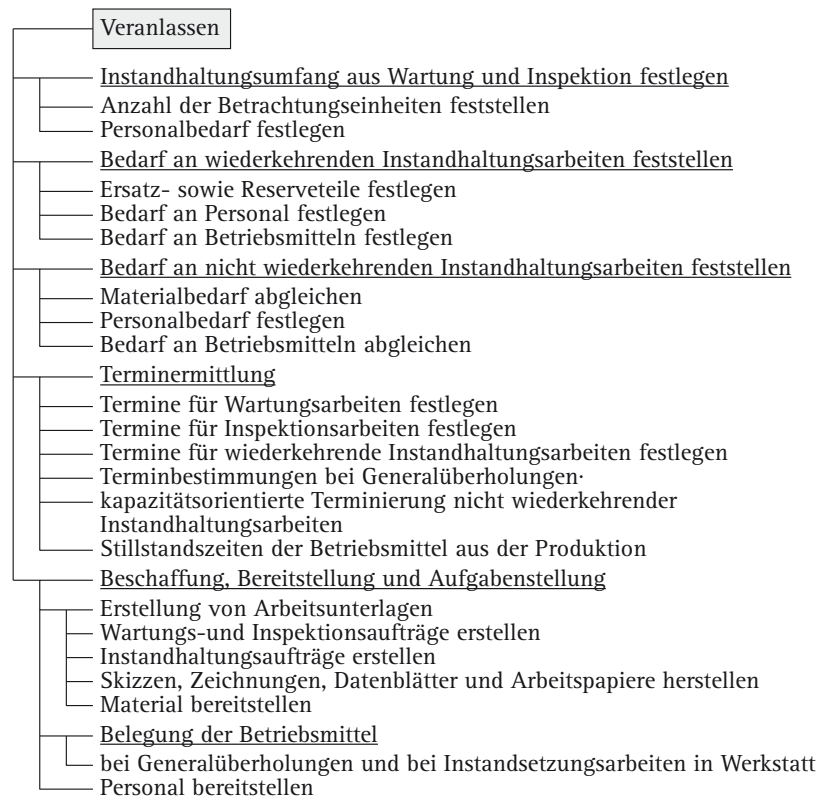 Veranlassen
Instandhaltungsumfang aus Wartung und Inspektion festlegen
Anzahl der Betrachtungseinheiten feststellen
Personalbedarf festlegen
Bedarf an wiederkehrenden Instandhaltungsarbeiten feststellen
Ersatz- sowie Reserveteile festlegen
Bedarf an Personal festlegen
Bedarf an Betriebsmitteln festlegen
Bedarf an nicht wiederkehrenden Instandhaltungsarbeiten feststellen
Materialbedarf abgleichen
Personalbedarf festlegen
Bedarf an Betriebsmitteln abgleichen
Terminermittlung
Termine für Wartungsarbeiten festlegen
Termine für Inspektionsarbeiten festlegen
Termine für wiederkehrende Instandhaltungsarbeiten festlegen
Terminbestimmungen bei Generalüberholungen·
kapazitätsorientierte Terminierung nicht wiederkehrender
Instandhaltungsarbeiten
Stillstandszeiten der Betriebsmittel aus der Produktion
Beschaffung, Bereitstellung und Aufgabenstellung
Erstellung von Arbeitsunterlagen
Wartungs-und Inspektionsaufträge erstellen
Instandhaltungsaufträge erstellen
Skizzen, Zeichnungen, Datenblätter und Arbeitspapiere herstellen
Material bereitstellen
Belegung der Betriebsmittel
bei Generalüberholungen und bei Instandsetzungsarbeiten in Werkstatt
Personal bereitstellen